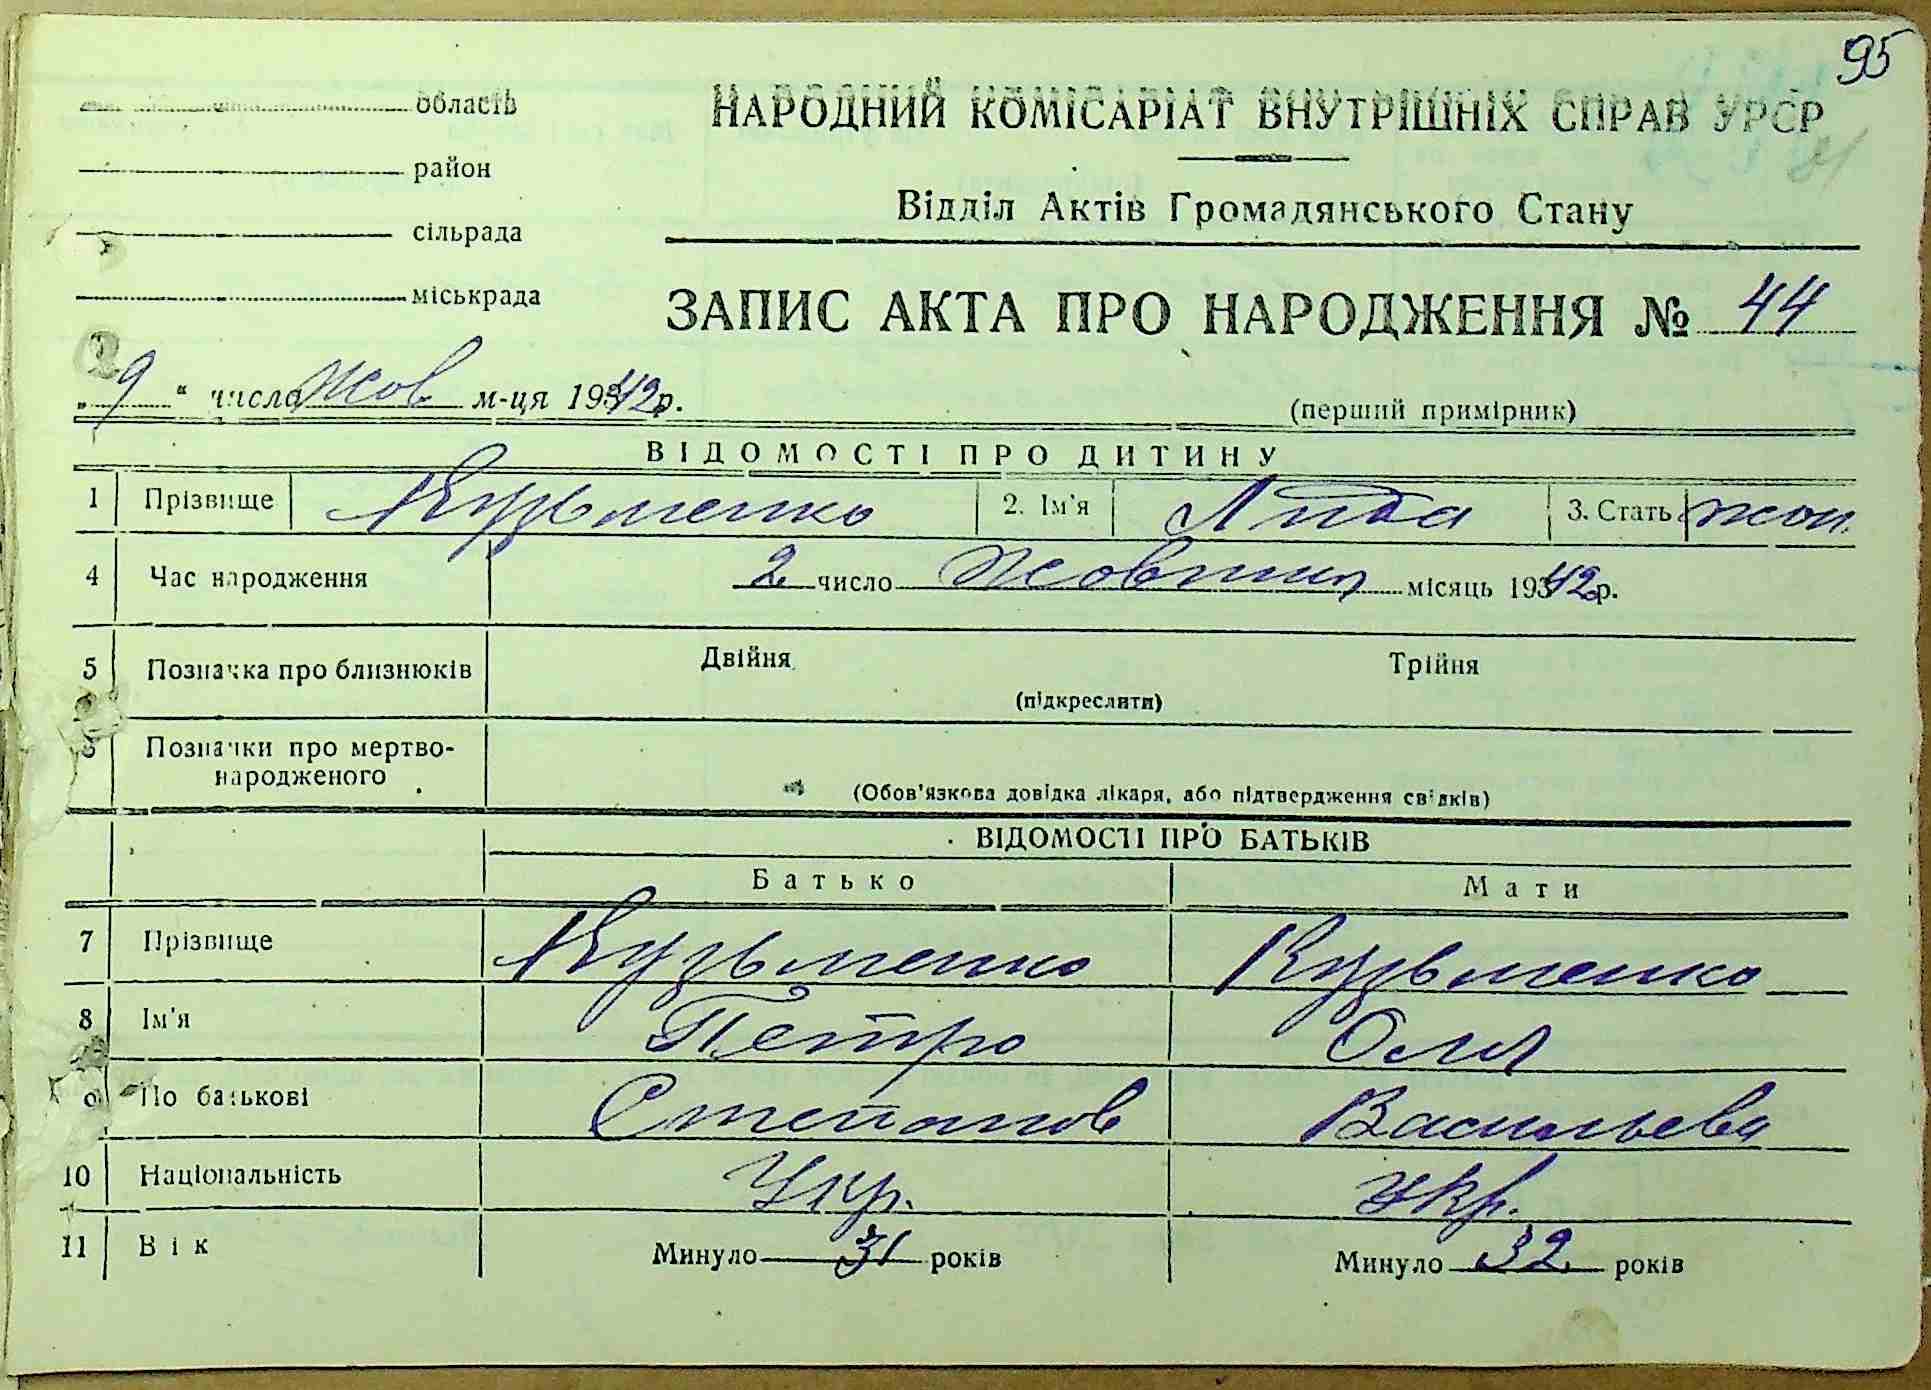 95
область
НАРОДНИЙ КОМІСАРІАТ ВНУТРІШНІХ СПРАВ УРСР
район
Відділ Актів Громадянського Стану
сільрада
міськрада
ЗАПИС АКТА ПРО НАРОДЖЕННЯ № 44
„ 9 “ числа Жов. м-ця 1942р.
(перший примірник)
ВІДОМОСТІ ПРО ДИТИНУ
1 Прізвище Кузьменко 2. Ім'я Лида 3. Стать жон.
4 Час народження 2 число Жовтня місяць 1942р.
5 Позначка про близнюків Двійня Трійня
(підкреслити)
6 Позначки про мертво-
народженого
(Обов'язкова довідка лікаря, або підтвердження свідків)
ВІДОМОСТІ ПРО БАТЬКІВ
Батько Мати
7 Прізвище Кузьменко Кузьменко
8 Ім'я Петро Оля
9 По батькові Степанов Васильева
10 Національність Укр. Укр.
11 Вік Минуло 31 років Минуло 32 років